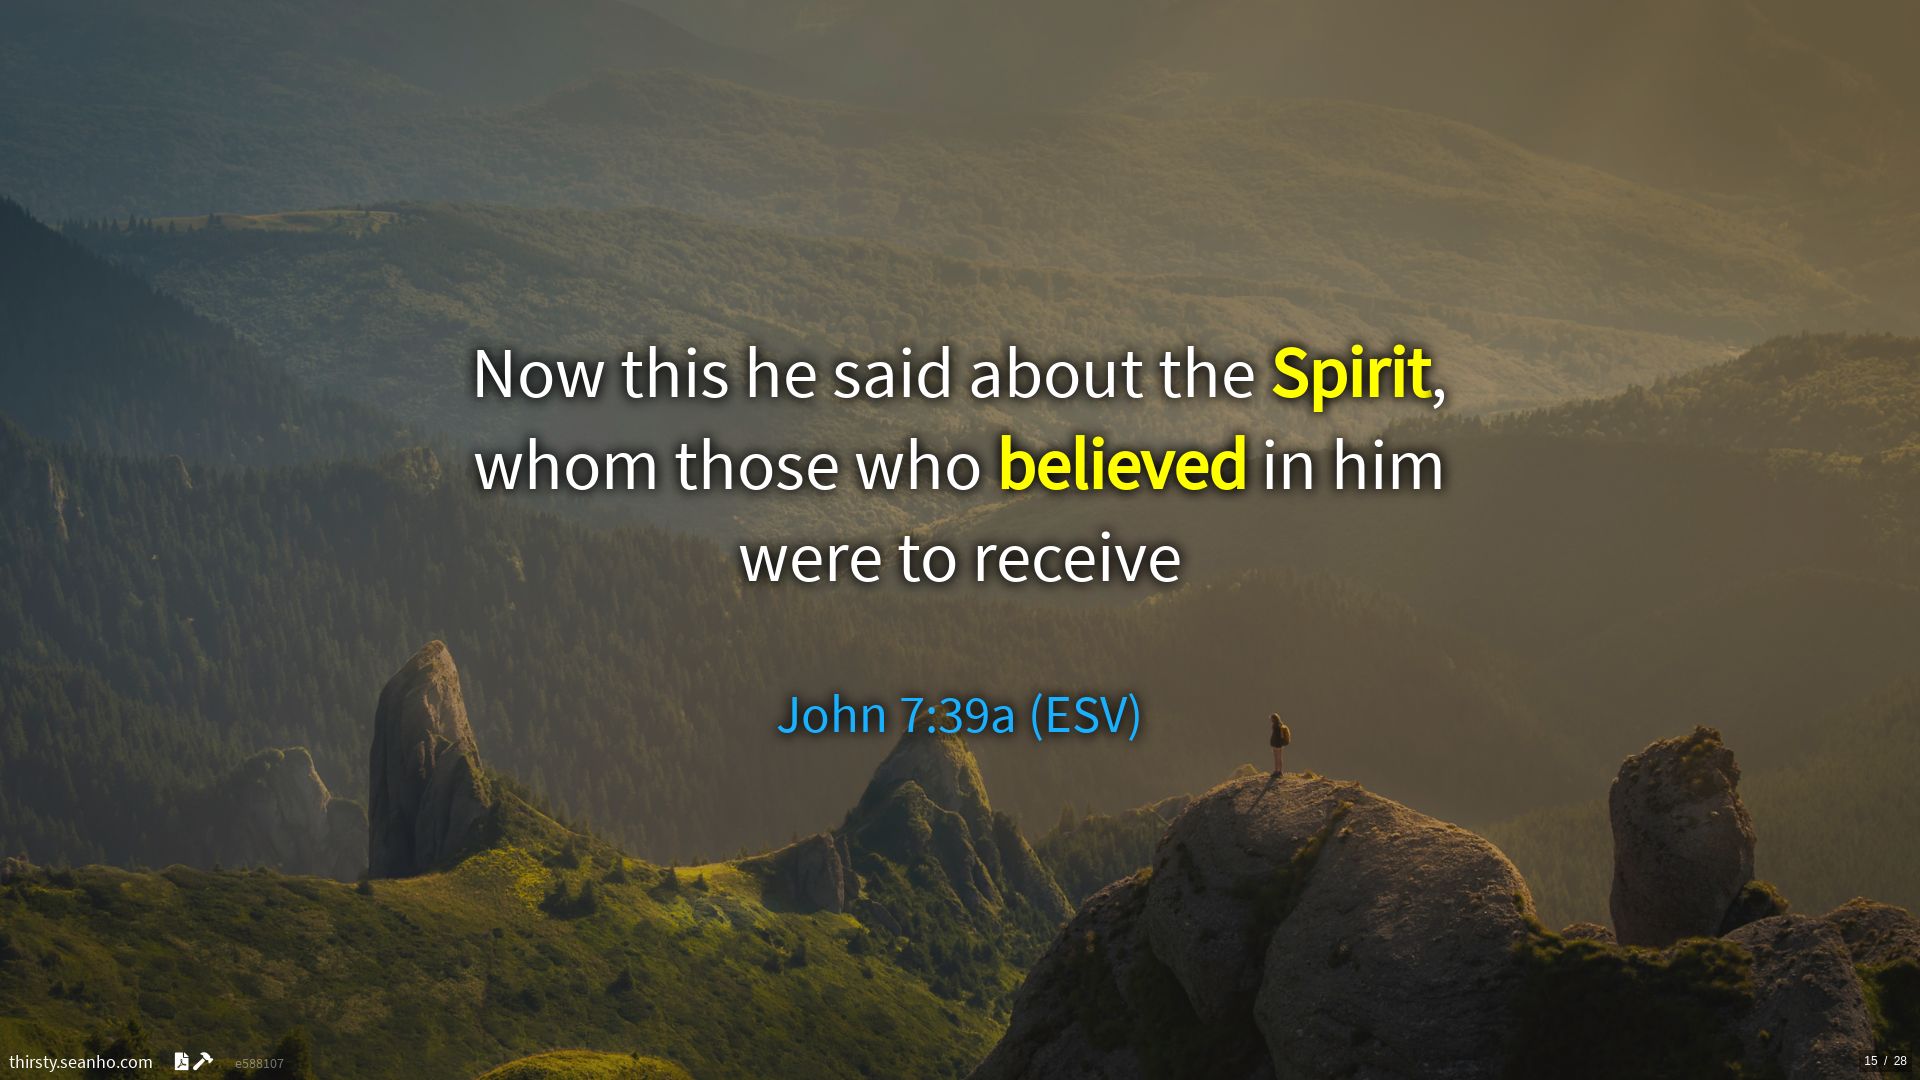 Now this he said about the Spirit,
whom those who believed in him
were to receive
John 7:39a (ESV)
thirsty.seanho.com
e588107
15 / 28